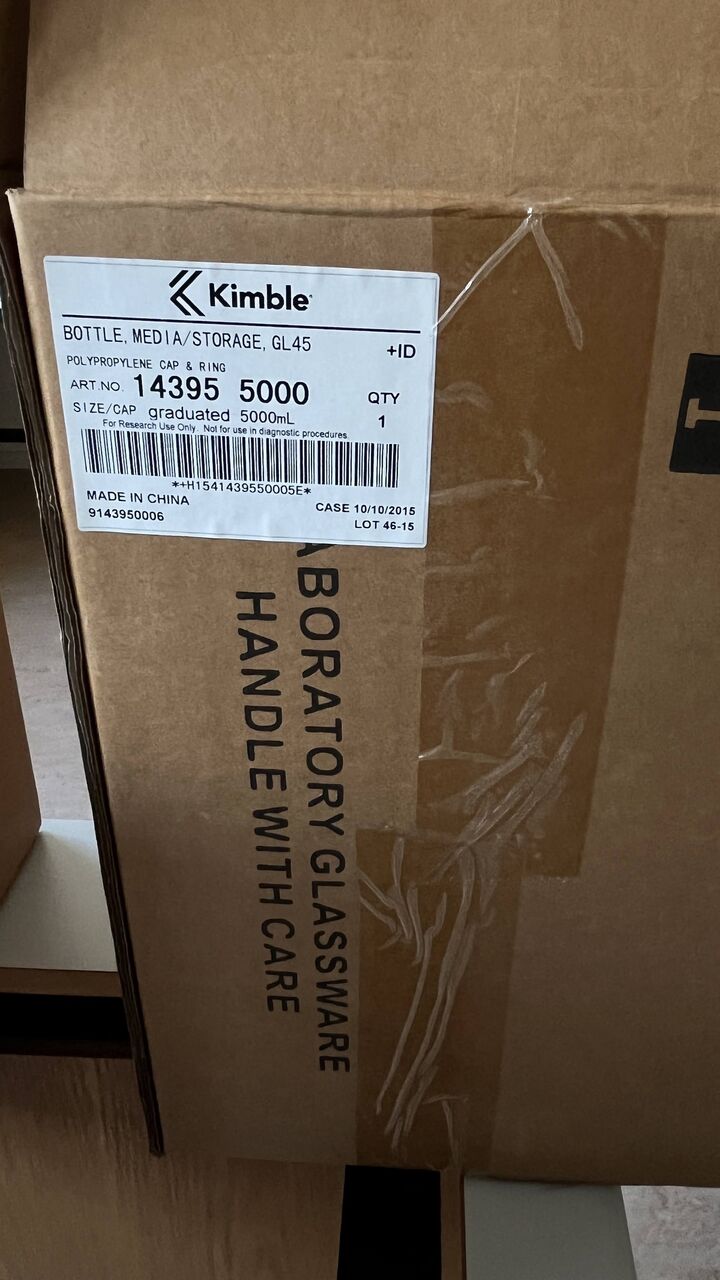 Kimble
BOTTLE, MEDIA/STORAGE, GL45
+ID
POLYPROPYLENE CAP & RING
ART.NO. 14395 5000
QTY
SIZE/CAP graduated 5000mL
1
For Research Use Only. Not for use in diagnostic procedures.
*+H1541439550005E*
MADE IN CHINA
CASE 10/10/2015
9143950006
LOT 46-15
ABORATORY GLASSWARE
HANDLE WITH CARE